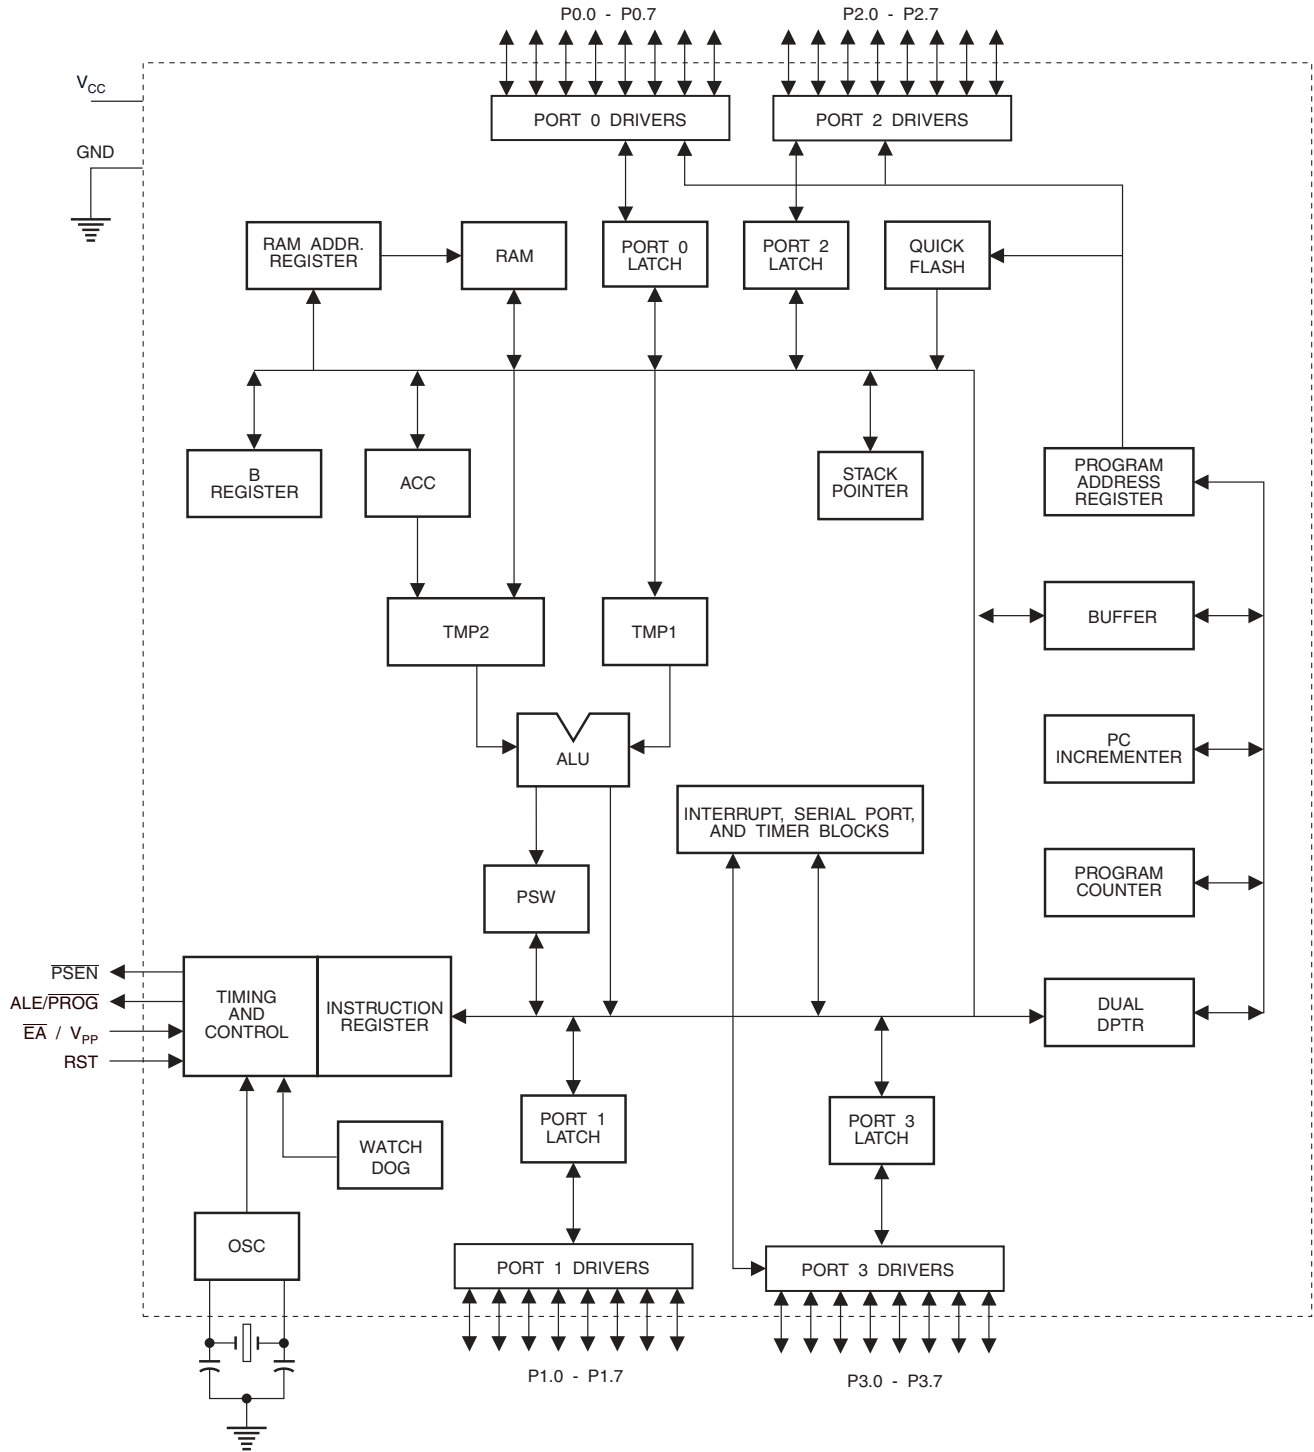 P0.0 - P0.7
P2.0 - P2.7
VCC
GND
PORT 0 DRIVERS
PORT 2 DRIVERS
RAM ADDR.
REGISTER
RAM
PORT 0
LATCH
PORT 2
LATCH
QUICK
FLASH
B
REGISTER
ACC
STACK
POINTER
PROGRAM
ADDRESS
REGISTER
TMP2
TMP1
BUFFER
ALU
PC
INCREMENTER
INTERRUPT, SERIAL PORT,
AND TIMER BLOCKS
PSW
PROGRAM
COUNTER
PSEN
ALE/PROG
EA / VPP
RST
TIMING
AND
CONTROL
INSTRUCTION
REGISTER
DUAL
DPTR
WATCH
DOG
PORT 1
LATCH
PORT 3
LATCH
OSC
PORT 1 DRIVERS
PORT 3 DRIVERS
P1.0 - P1.7
P3.0 - P3.7